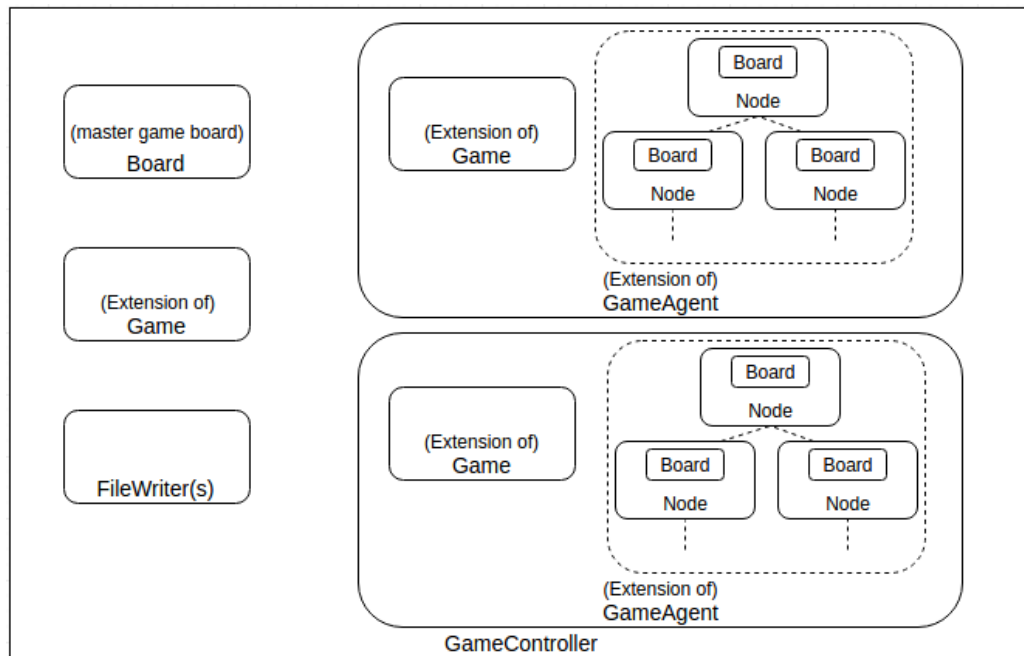 (master game board)
Board
(Extension of)
Game
FileWriter(s)
(Extension of)
Game
Board
Node
Board
Node
Board
Node
(Extension of)
GameAgent
(Extension of)
Game
Board
Node
Board
Node
Board
Node
(Extension of)
GameAgent
GameController